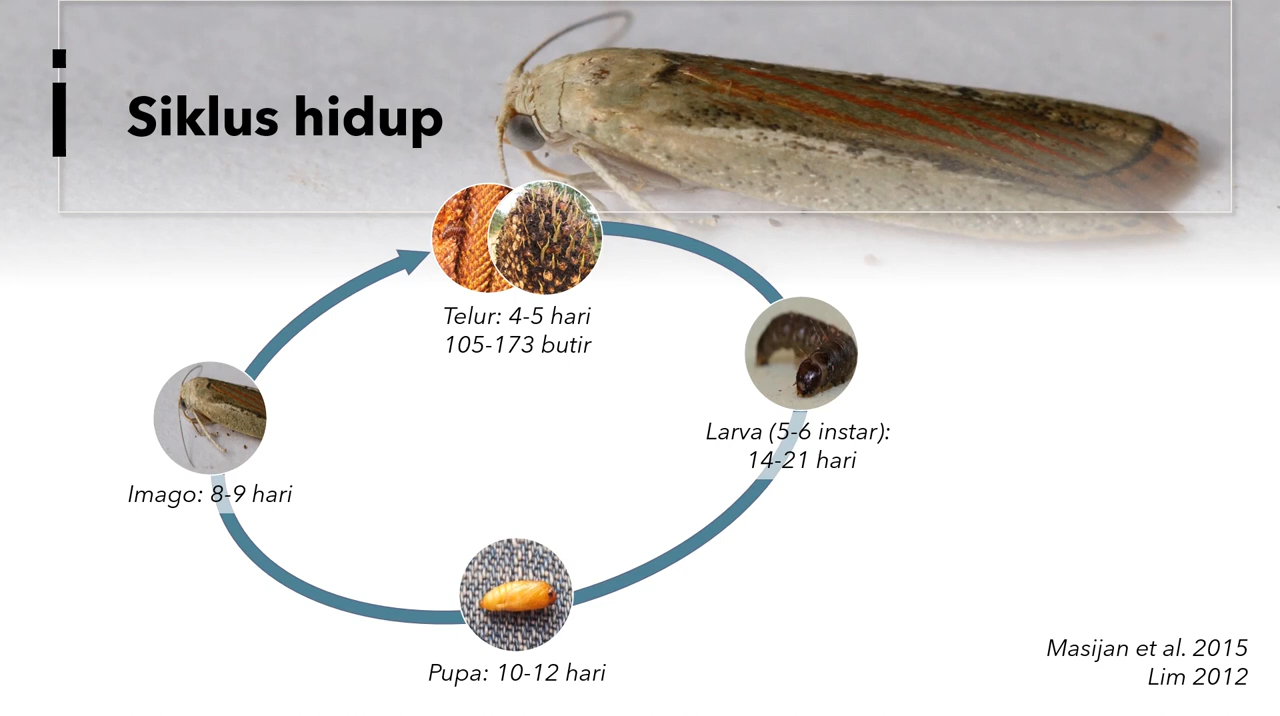 Siklus hidup
Telur: 4-5 hari
105-173 butir
Larva (5-6 instar):
14-21 hari
Imago: 8-9 hari
Pupa: 10-12 hari
Masijan et al. 2015
Lim 2012